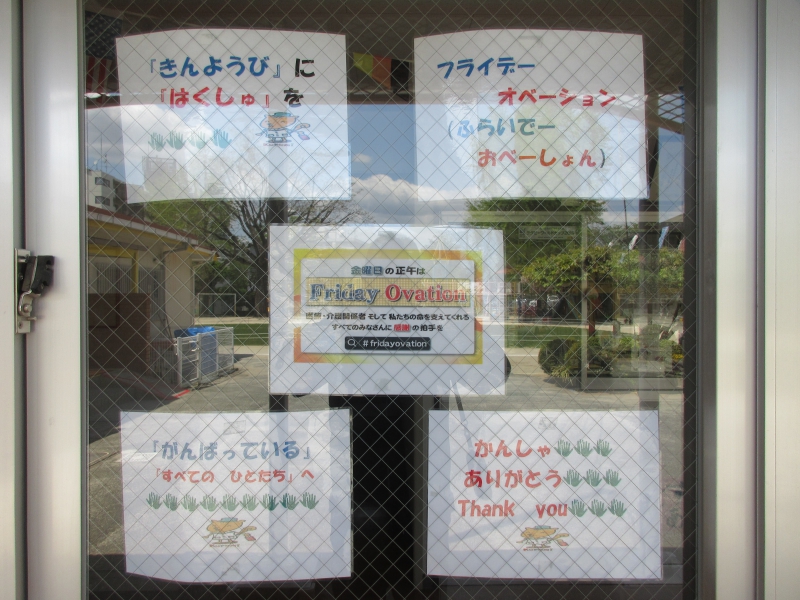 『きんようび』に
『はくしゅ』を
フライデー
オベーション
(ふらいでー
おべーしょん)
金曜日の正午は
Friday Ovation
医療・介護関係者 そして 私たちの命を支えてくれる
すべてのみなさんに 感謝の拍手を
#fridayovation
「がんばっている」
「すべての ひとたち」へ
かんしゃ
ありがとう
Thank you